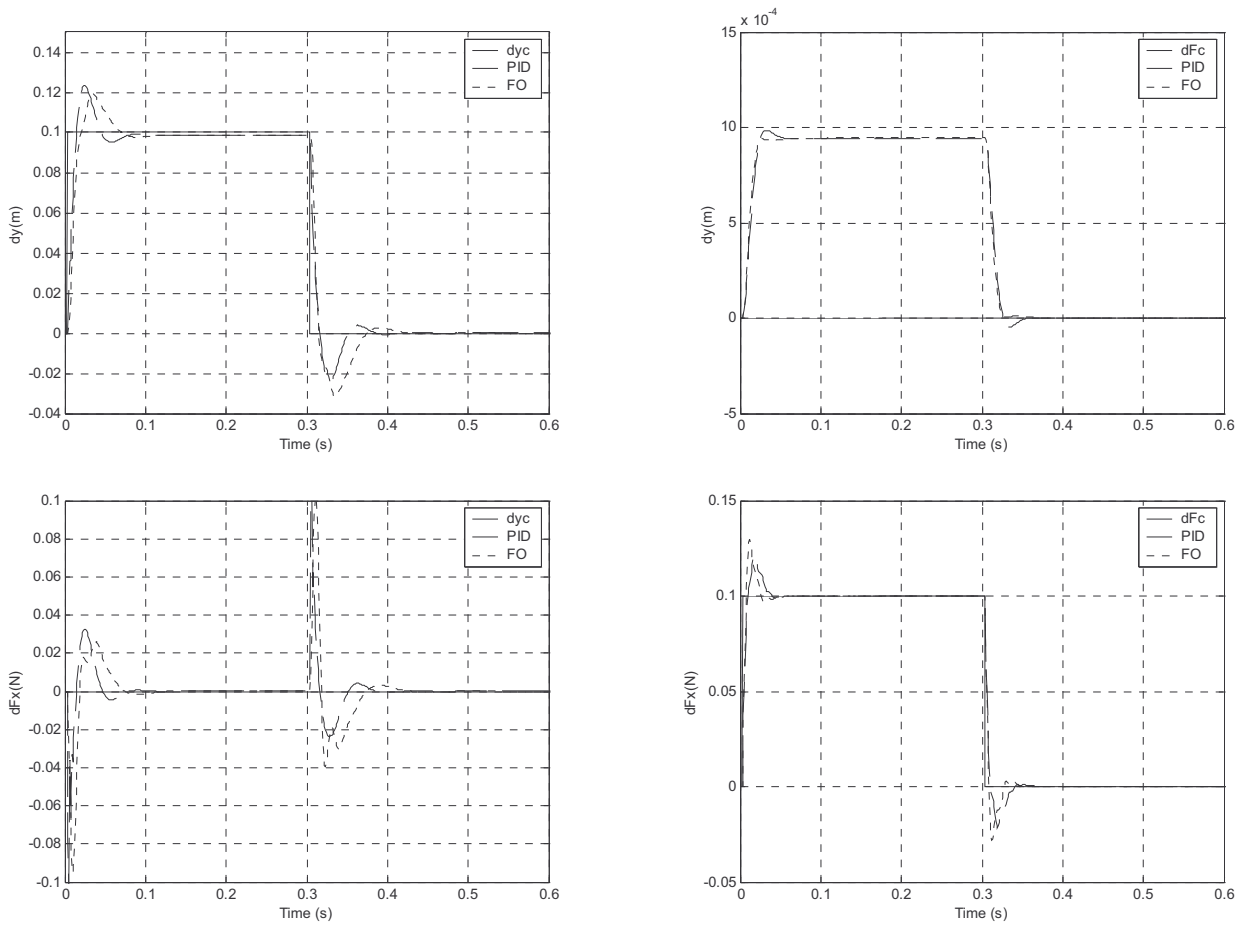 0.14
0.12
0.1
0.08
0.06
0.04
0.02
0
-0.02
-0.04
dy(m)
0 0.1 0.2 0.3 0.4 0.5 0.6
Time (s)
dyc
PID
FO
x 10-4
15
10
5
0
-5
dy(m)
0 0.1 0.2 0.3 0.4 0.5 0.6
Time (s)
dFc
PID
FO
0.1
0.08
0.06
0.04
0.02
0
-0.02
-0.04
-0.06
-0.08
-0.1
dFx(N)
0 0.1 0.2 0.3 0.4 0.5 0.6
Time (s)
dyc
PID
FO
0.15
0.1
0.05
0
-0.05
dFx(N)
0 0.1 0.2 0.3 0.4 0.5 0.6
Time (s)
dFc
PID
FO